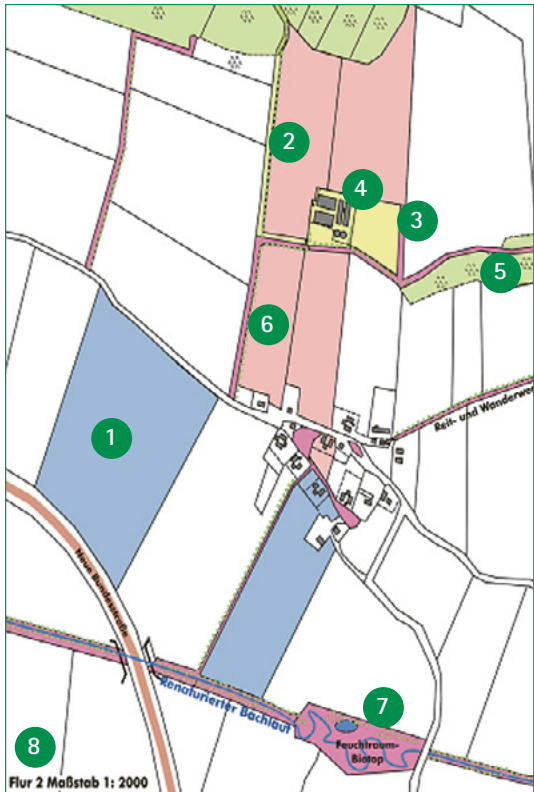 2
4
3
5
6
Reit- und Wanderwe
1
Neue Bundesstraße
Renaturierter Bachlauf
7
Feuchtraum-
Biotop
8
Flur 2 Maßstab 1: 2000